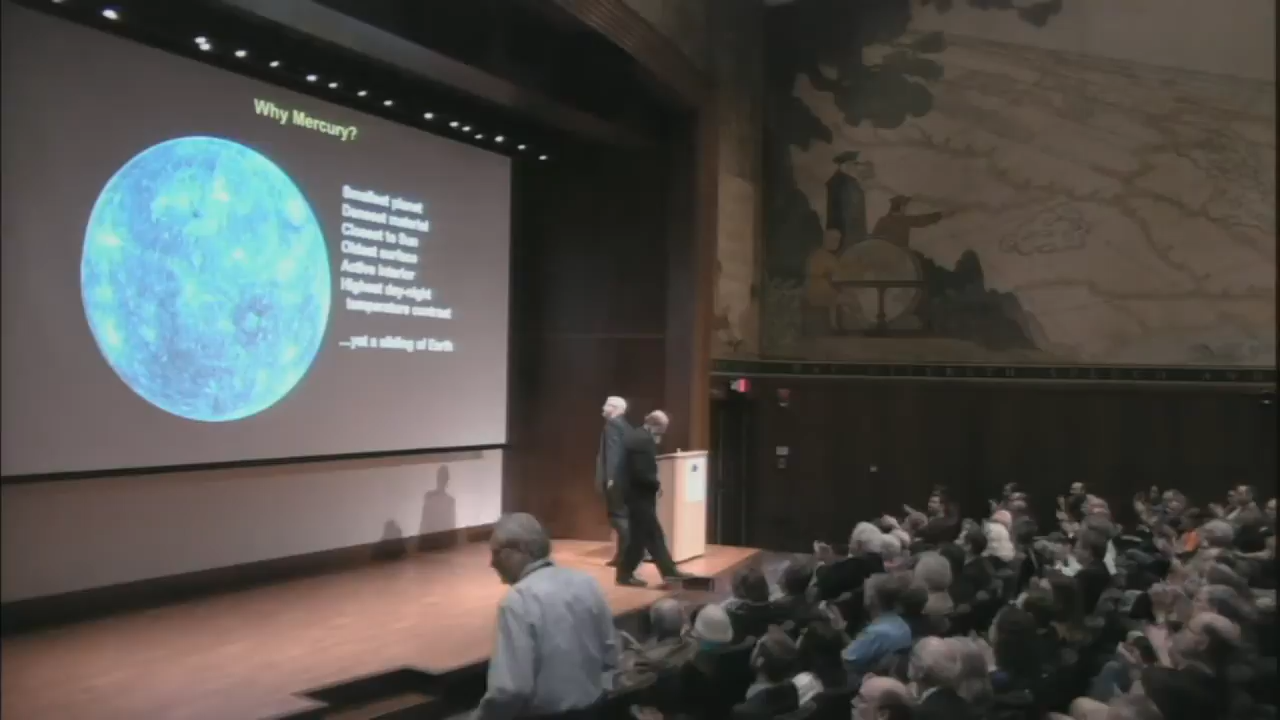 Why Mercury?
Smallest planet
Densest material
Closest to Sun
Oldest surface
Active interior
Highest day-night
temperature contrast
...yet a sibling of Earth